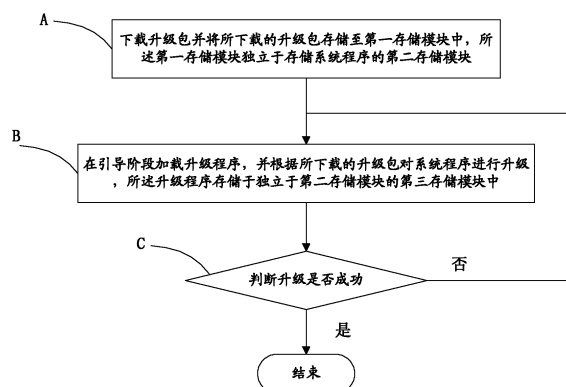 A
下载升级包并将所下载的升级包存储至第一存储模块中，所
述第一存储模块独立于存储系统程序的第二存储模块
B
在引导阶段加载升级程序，并根据所下载的升级包对系统程序进行升级
，所述升级程序存储于独立于第二存储模块的第三存储模块中
C
判断升级是否成功
否
是
结束